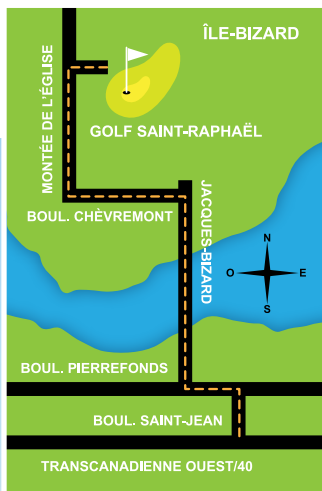 ÎLE-BIZARD
MONTÉE DE L'ÉGLISE
GOLF SAINT-RAPHAËL
JACQUES-BIZARD
BOUL. CHÈVREMONT
N
O
E
S
BOUL. PIERREFONDS
BOUL. SAINT-JEAN
TRANSCANADIENNE OUEST/40